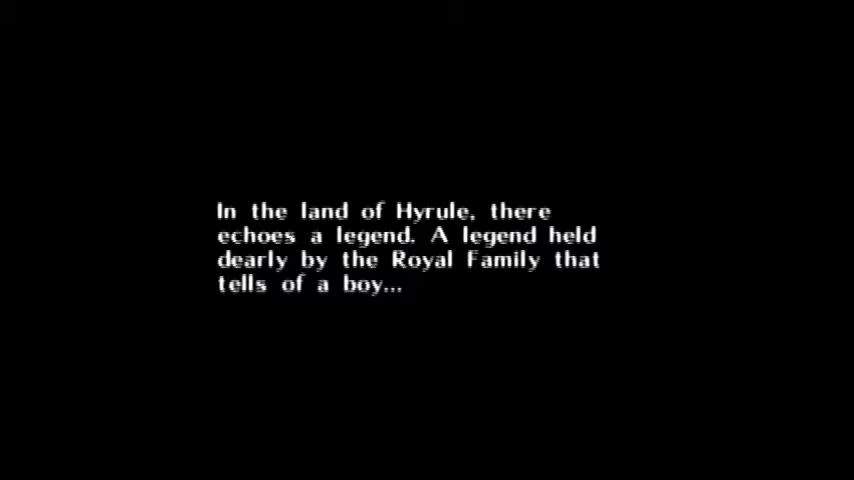 In the land of Hyrule, there
echoes a legend. A legend held
dearly by the Royal Family that
tells of a boy...